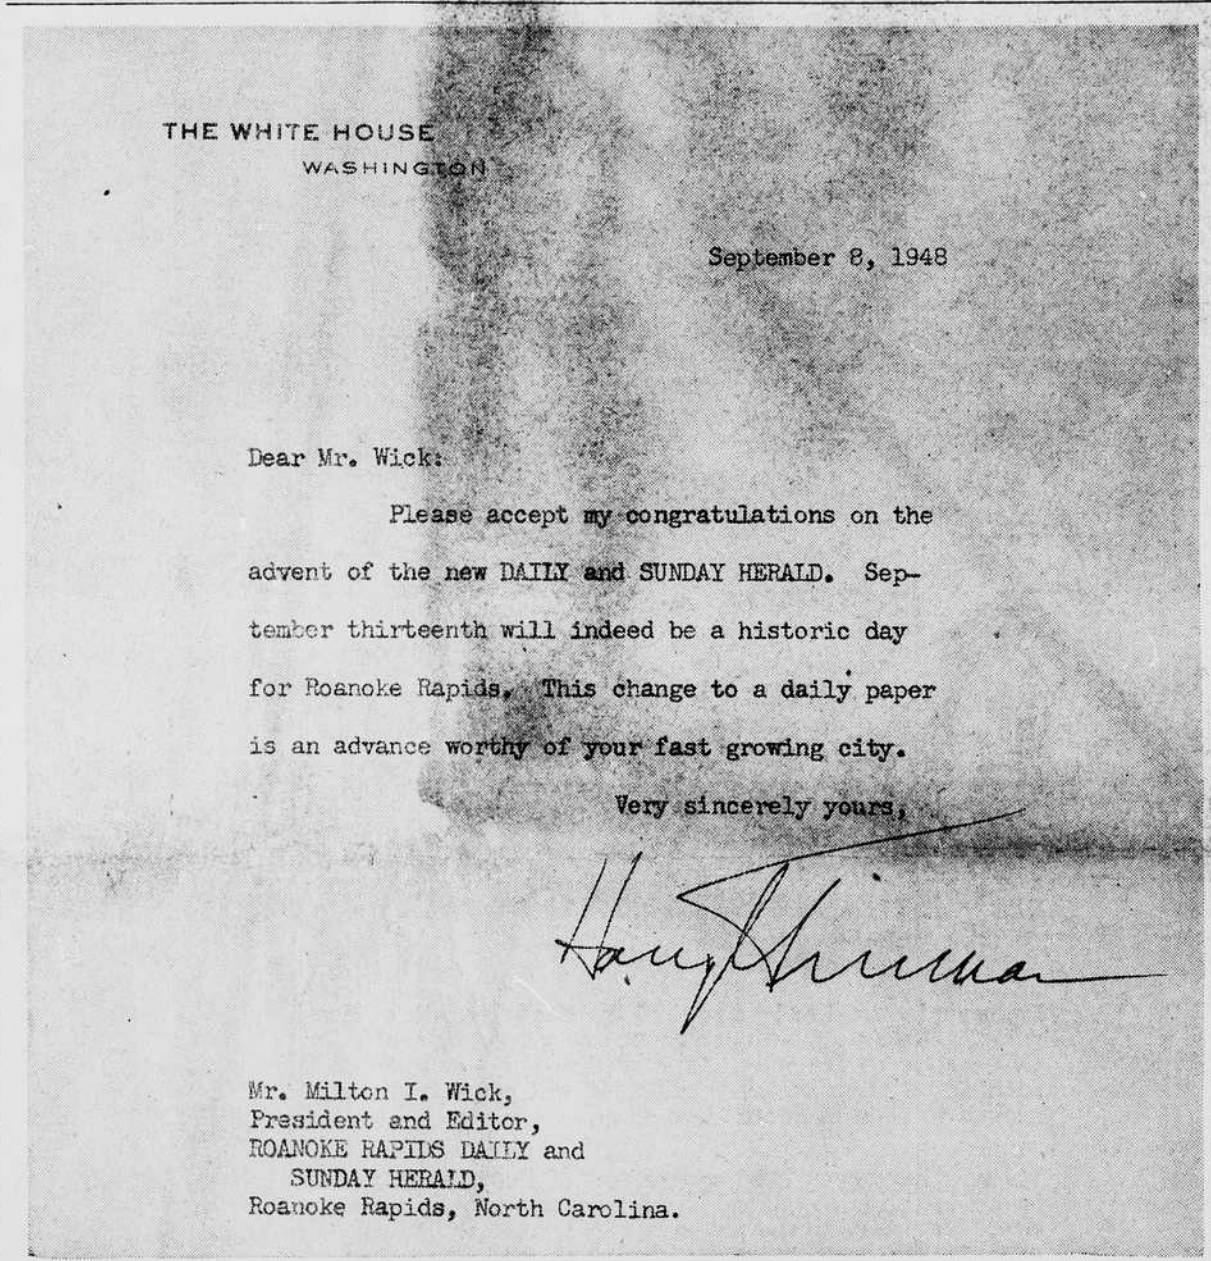 THE WHITE HOUSE
WASHINGTON
September 8, 1948
Dear Mr. Wick:
Please accept my congratulations on the
advent of the new DAILY and SUNDAY HERALD. Sep-
tember thirteenth will indeed be a historic day
for Roanoke Rapids. This change to a daily paper
is an advance worthy of your fast growing city.
Very sincerely yours,
Harry Truman
Mr. Milton I. Wick,
President and Editor,
ROANOKE RAPIDS DAILY and
SUNDAY HERALD,
Roanoke Rapids, North Carolina.